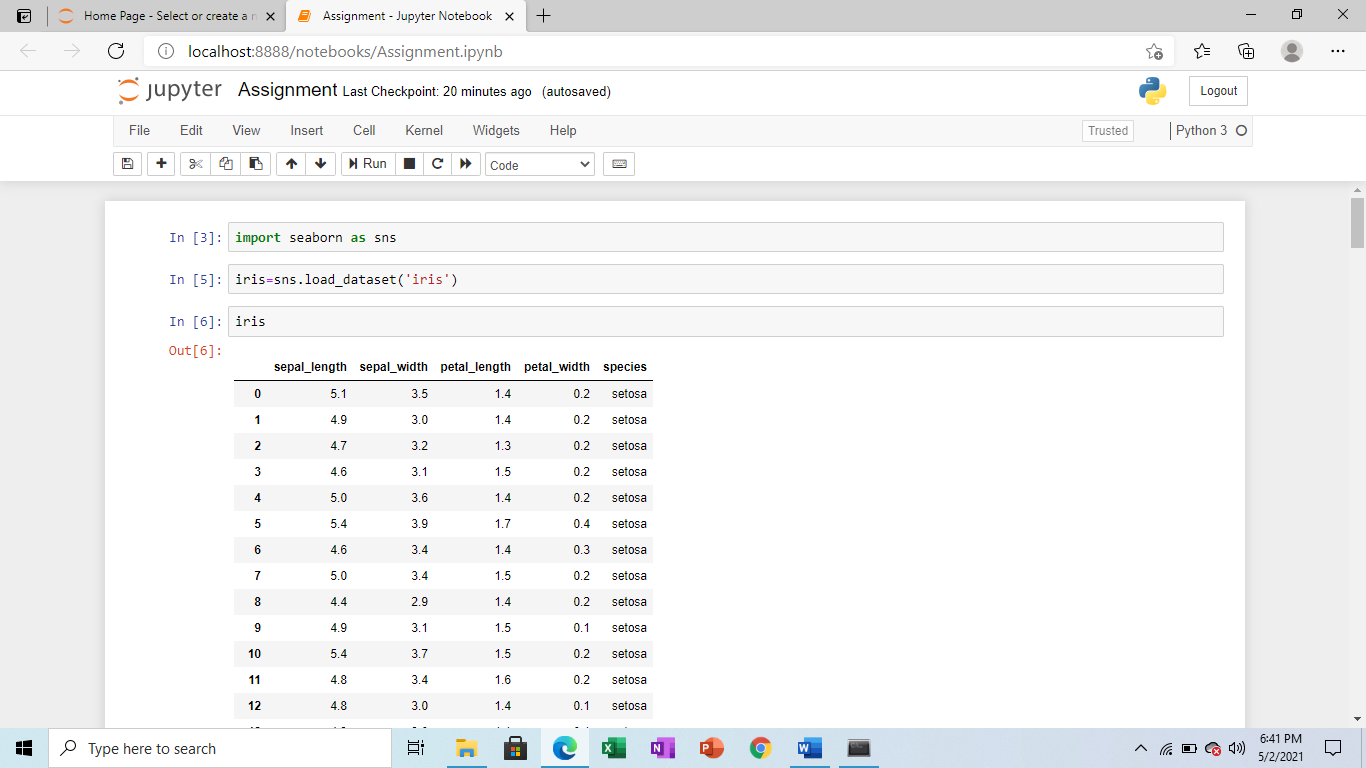 Home Page - Select or create a n
Assignment - Jupyter Notebook
localhost:8888/notebooks/Assignment.ipynb
jupyter Assignment Last Checkpoint: 20 minutes ago (autosaved)
Logout
File Edit View Insert Cell Kernel Widgets Help
Trusted
Python 3
Run
Code
In [3]: import seaborn as sns
In [5]: iris=sns.load_dataset('iris')
In [6]: iris
Out[6]:
sepal_length sepal_width petal_length petal_width species
0 5.1 3.5 1.4 0.2 setosa
1 4.9 3.0 1.4 0.2 setosa
2 4.7 3.2 1.3 0.2 setosa
3 4.6 3.1 1.5 0.2 setosa
4 5.0 3.6 1.4 0.2 setosa
5 5.4 3.9 1.7 0.4 setosa
6 4.6 3.4 1.4 0.3 setosa
7 5.0 3.4 1.5 0.2 setosa
8 4.4 2.9 1.4 0.2 setosa
9 4.9 3.1 1.5 0.1 setosa
10 5.4 3.7 1.5 0.2 setosa
11 4.8 3.4 1.6 0.2 setosa
12 4.8 3.0 1.4 0.1 setosa
Type here to search
6:41 PM
5/2/2021